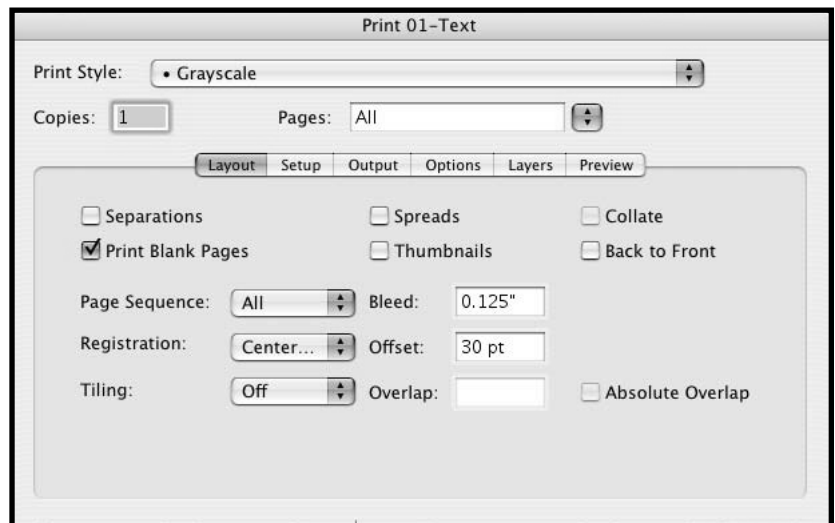 Print 01-Text
Print Style: • Grayscale
Copies: 1 Pages: All
Layout Setup Output Options Layers Preview
Separations Spreads Collate
Print Blank Pages Thumbnails Back to Front
Page Sequence: All Bleed: 0.125"
Registration: Center... Offset: 30 pt
Tiling: Off Overlap: Absolute Overlap